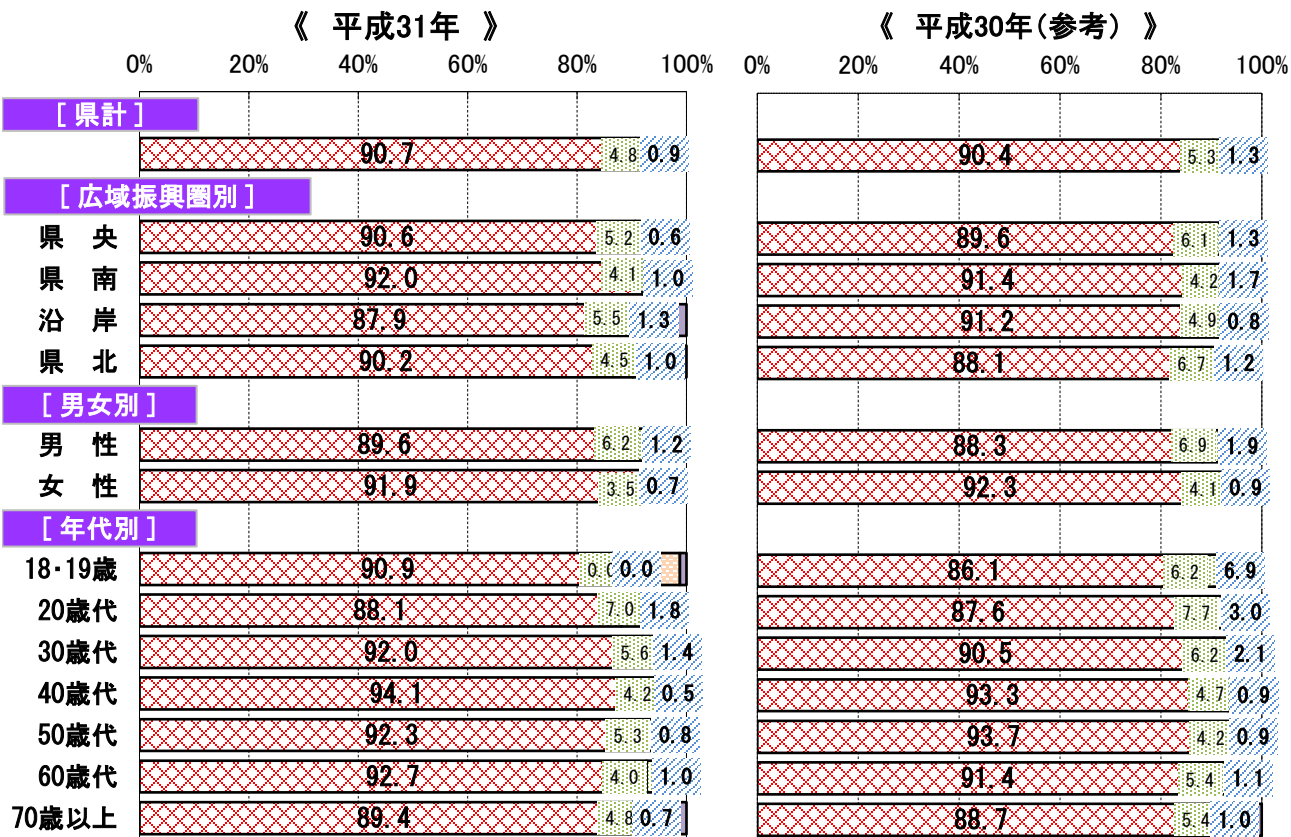 《 平成31年 》 《 平成30年(参考) 》
0% 20% 40% 60% 80% 100% 0% 20% 40% 60% 80% 100%
[ 県計 ]
90.7 4.8 0.9 90.4 5.3 1.3
[ 広域振興圏別 ]
県 央 90.6 5.2 0.6 89.6 6.1 1.3
県 南 92.0 4.1 1.0 91.4 4.2 1.7
沿 岸 87.9 5.5 1.3 91.2 4.9 0.8
県 北 90.2 4.5 1.0 88.1 6.7 1.2
[ 男女別 ]
男 性 89.6 6.2 1.2 88.3 6.9 1.9
女 性 91.9 3.5 0.7 92.3 4.1 0.9
[ 年代別 ]
18・19歳 90.9 0.0 0.0 86.1 6.2 6.9
20歳代 88.1 7.0 1.8 87.6 7.7 3.0
30歳代 92.0 5.6 1.4 90.5 6.2 2.1
40歳代 94.1 4.2 0.5 93.3 4.7 0.9
50歳代 92.3 5.3 0.8 93.7 4.2 0.9
60歳代 92.7 4.0 1.0 91.4 5.4 1.1
70歳以上 89.4 4.8 0.7 88.7 5.4 1.0